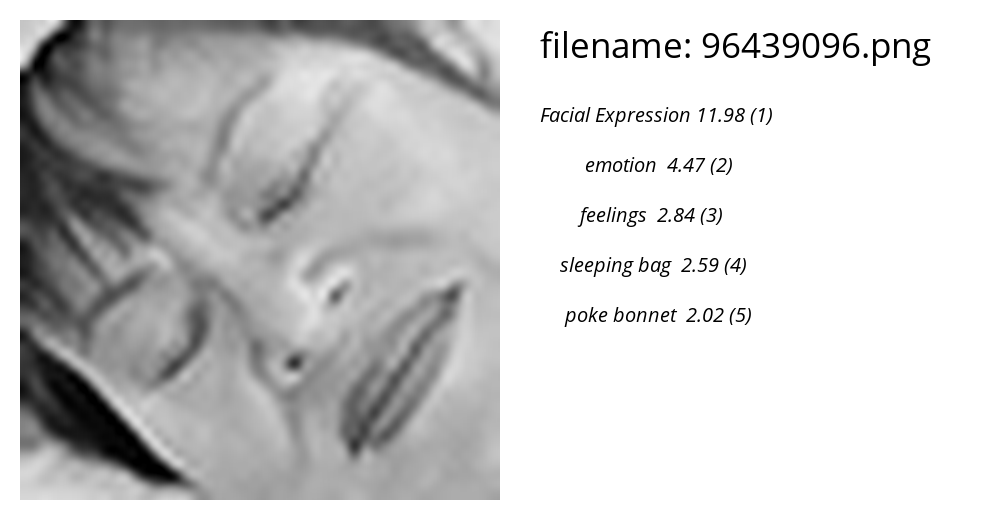 filename: 96439096.png
Facial Expression 11.98 (1)
emotion 4.47 (2)
feelings 2.84 (3)
sleeping bag 2.59 (4)
poke bonnet 2.02 (5)